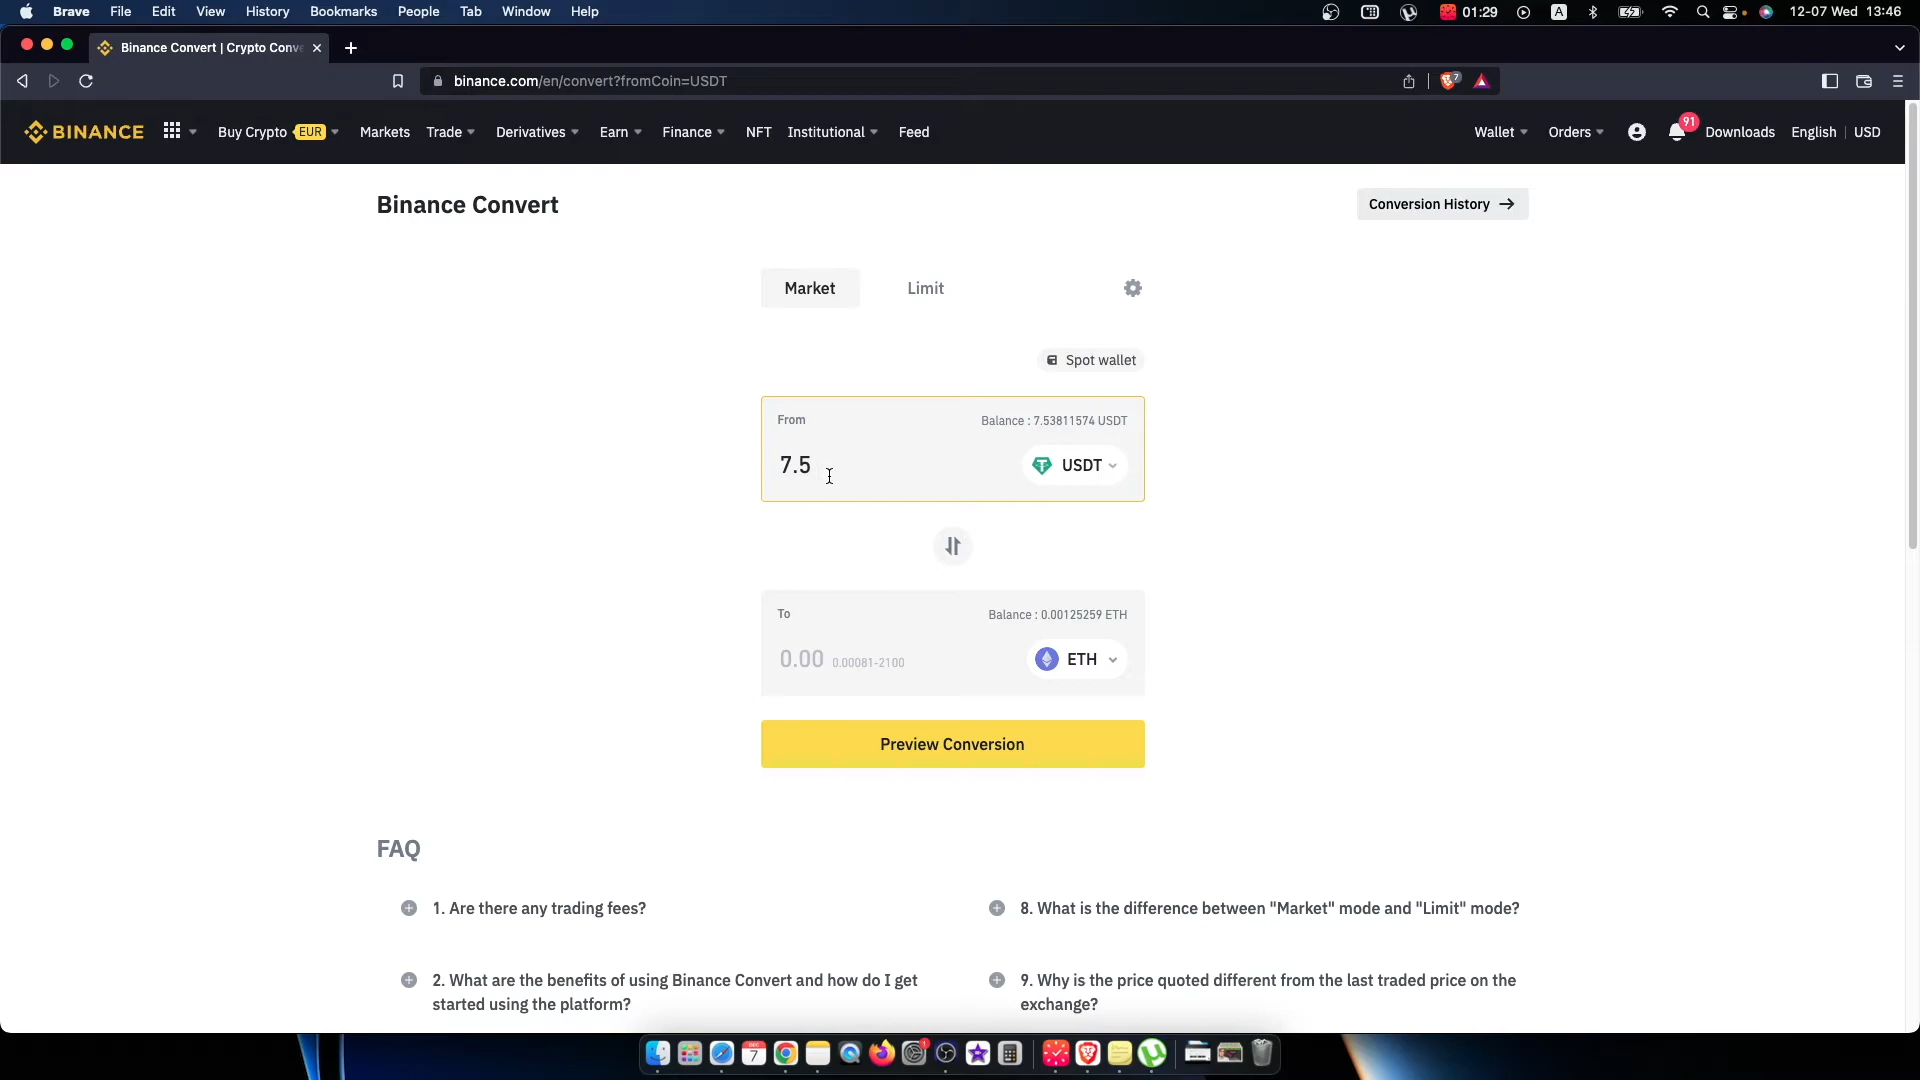 Brave File Edit View History Bookmarks People Tab Window Help 01:29 A 12-07 Wed 13:46
Binance Convert | Crypto Conve
binance.com/en/convert?fromCoin=USDT 7
BINANCE Buy Crypto EUR Markets Trade Derivatives Earn Finance NFT Institutional Feed Wallet Orders 91 Downloads English | USD
Binance Convert Conversion History
Market Limit
Spot wallet
From Balance : 7.53811574 USDT
7.5 USDT
To Balance : 0.00125259 ETH
0.00 0.00081-2100 ETH
Preview Conversion
FAQ
1. Are there any trading fees?
8. What is the difference between "Market" mode and "Limit" mode?
2. What are the benefits of using Binance Convert and how do I get
started using the platform?
9. Why is the price quoted different from the last traded price on the
exchange?
DEC
7
1